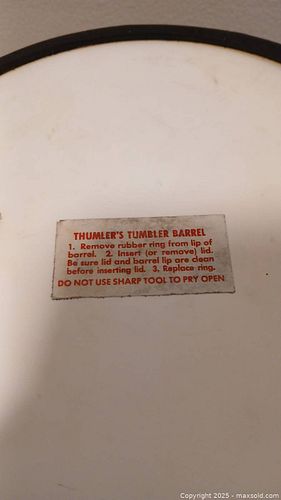 THUMLER'S TUMBLER BARREL
1. Remove rubber ring from lip of
barrel. 2. Insert (or remove) lid.
Be sure lid and barrel lip are clean
before inserting lid. 3. Replace ring.
DO NOT USE SHARP TOOL TO PRY OPEN
Copyright 2025 - maxsold.com